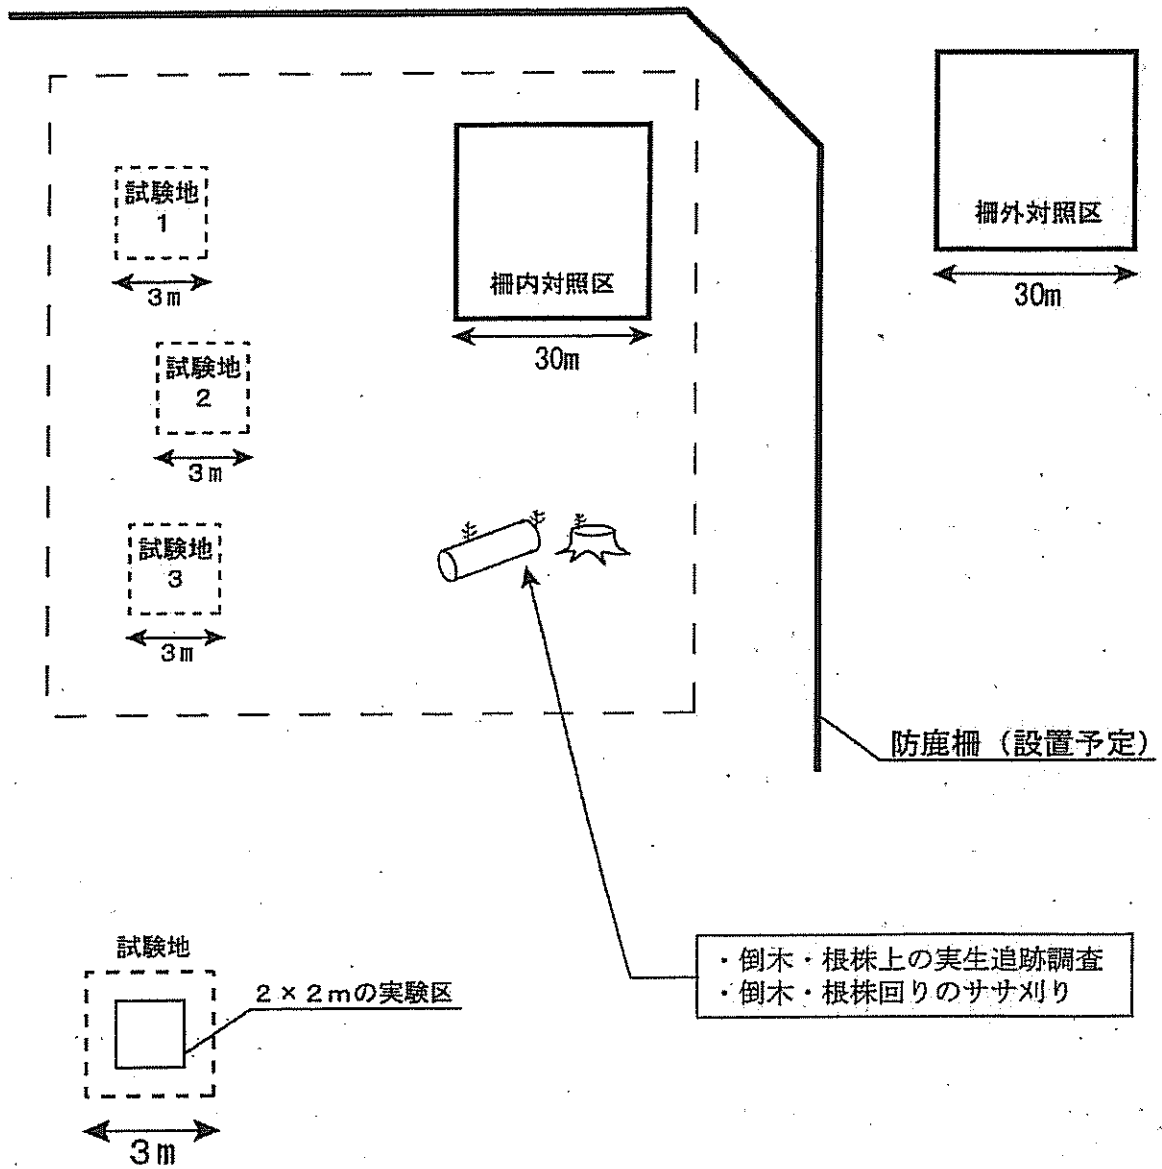 試験地
1
3m
試験地
2
3m
試験地
3
3m
柵内対照区
30m
柵外対照区
30m
防鹿柵（設置予定）
・倒木・根株上の実生追跡調査
・倒木・根株回りのササ刈り
試験地
2×2mの実験区
3m